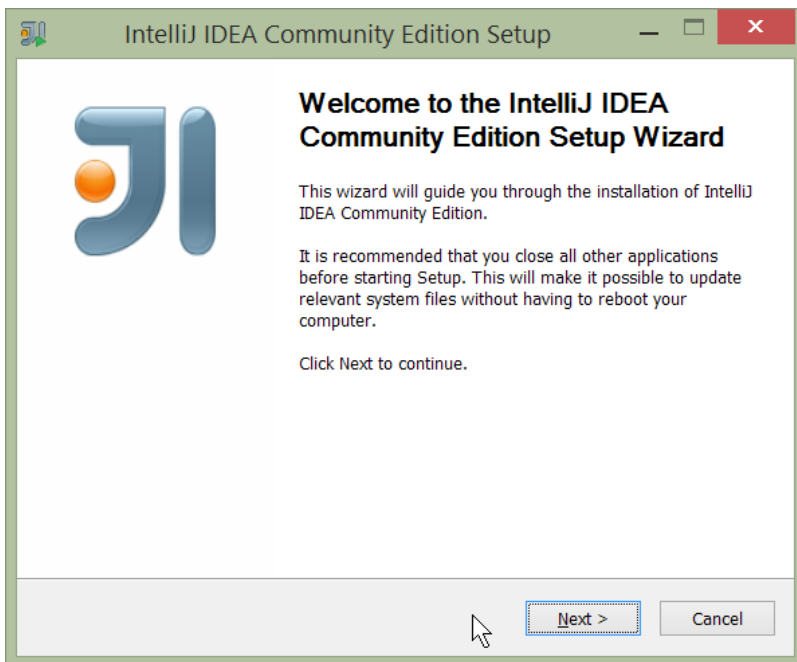 IntelliJ IDEA Community Edition Setup
Welcome to the IntelliJ IDEA
Community Edition Setup Wizard
This wizard will guide you through the installation of IntelliJ
IDEA Community Edition.
It is recommended that you close all other applications
before starting Setup. This will make it possible to update
relevant system files without having to reboot your
computer.
Click Next to continue.
Next >
Cancel